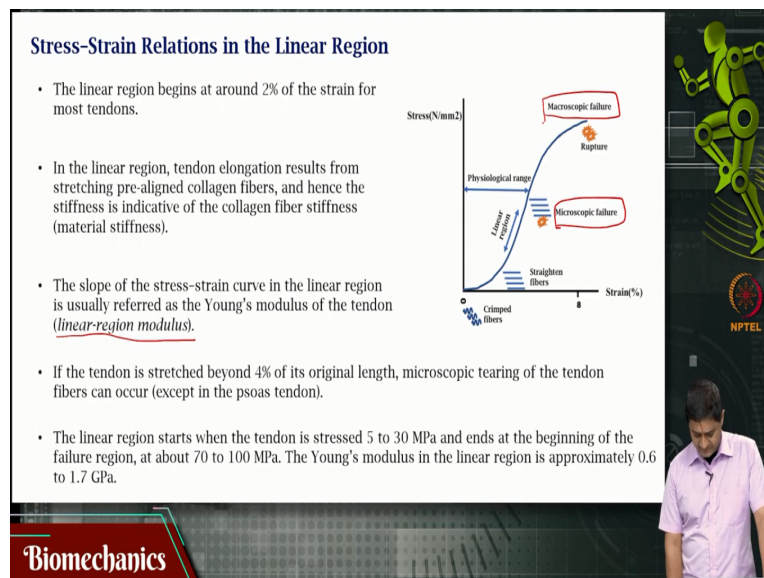 Stress–Strain Relations in the Linear Region
• The linear region begins at around 2% of the strain for
most tendons.
• In the linear region, tendon elongation results from
stretching pre-aligned collagen fibers, and hence the
stiffness is indicative of the collagen fiber stiffness
(material stiffness).
• The slope of the stress-strain curve in the linear region
is usually referred as the Young's modulus of the tendon
(linear-region modulus).
Stress(N/mm2)
Macroscopic failure
Rupture
Physiological range
Microscopic failure
Linear
region
Straighten
fibers
Strain(%)
0
8
Crimped
fibers
• If the tendon is stretched beyond 4% of its original length, microscopic tearing of the tendon
fibers can occur (except in the psoas tendon).
• The linear region starts when the tendon is stressed 5 to 30 MPa and ends at the beginning of the
failure region, at about 70 to 100 MPa. The Young's modulus in the linear region is approximately 0.6
to 1.7 GPa.
NPTEL
Biomechanics